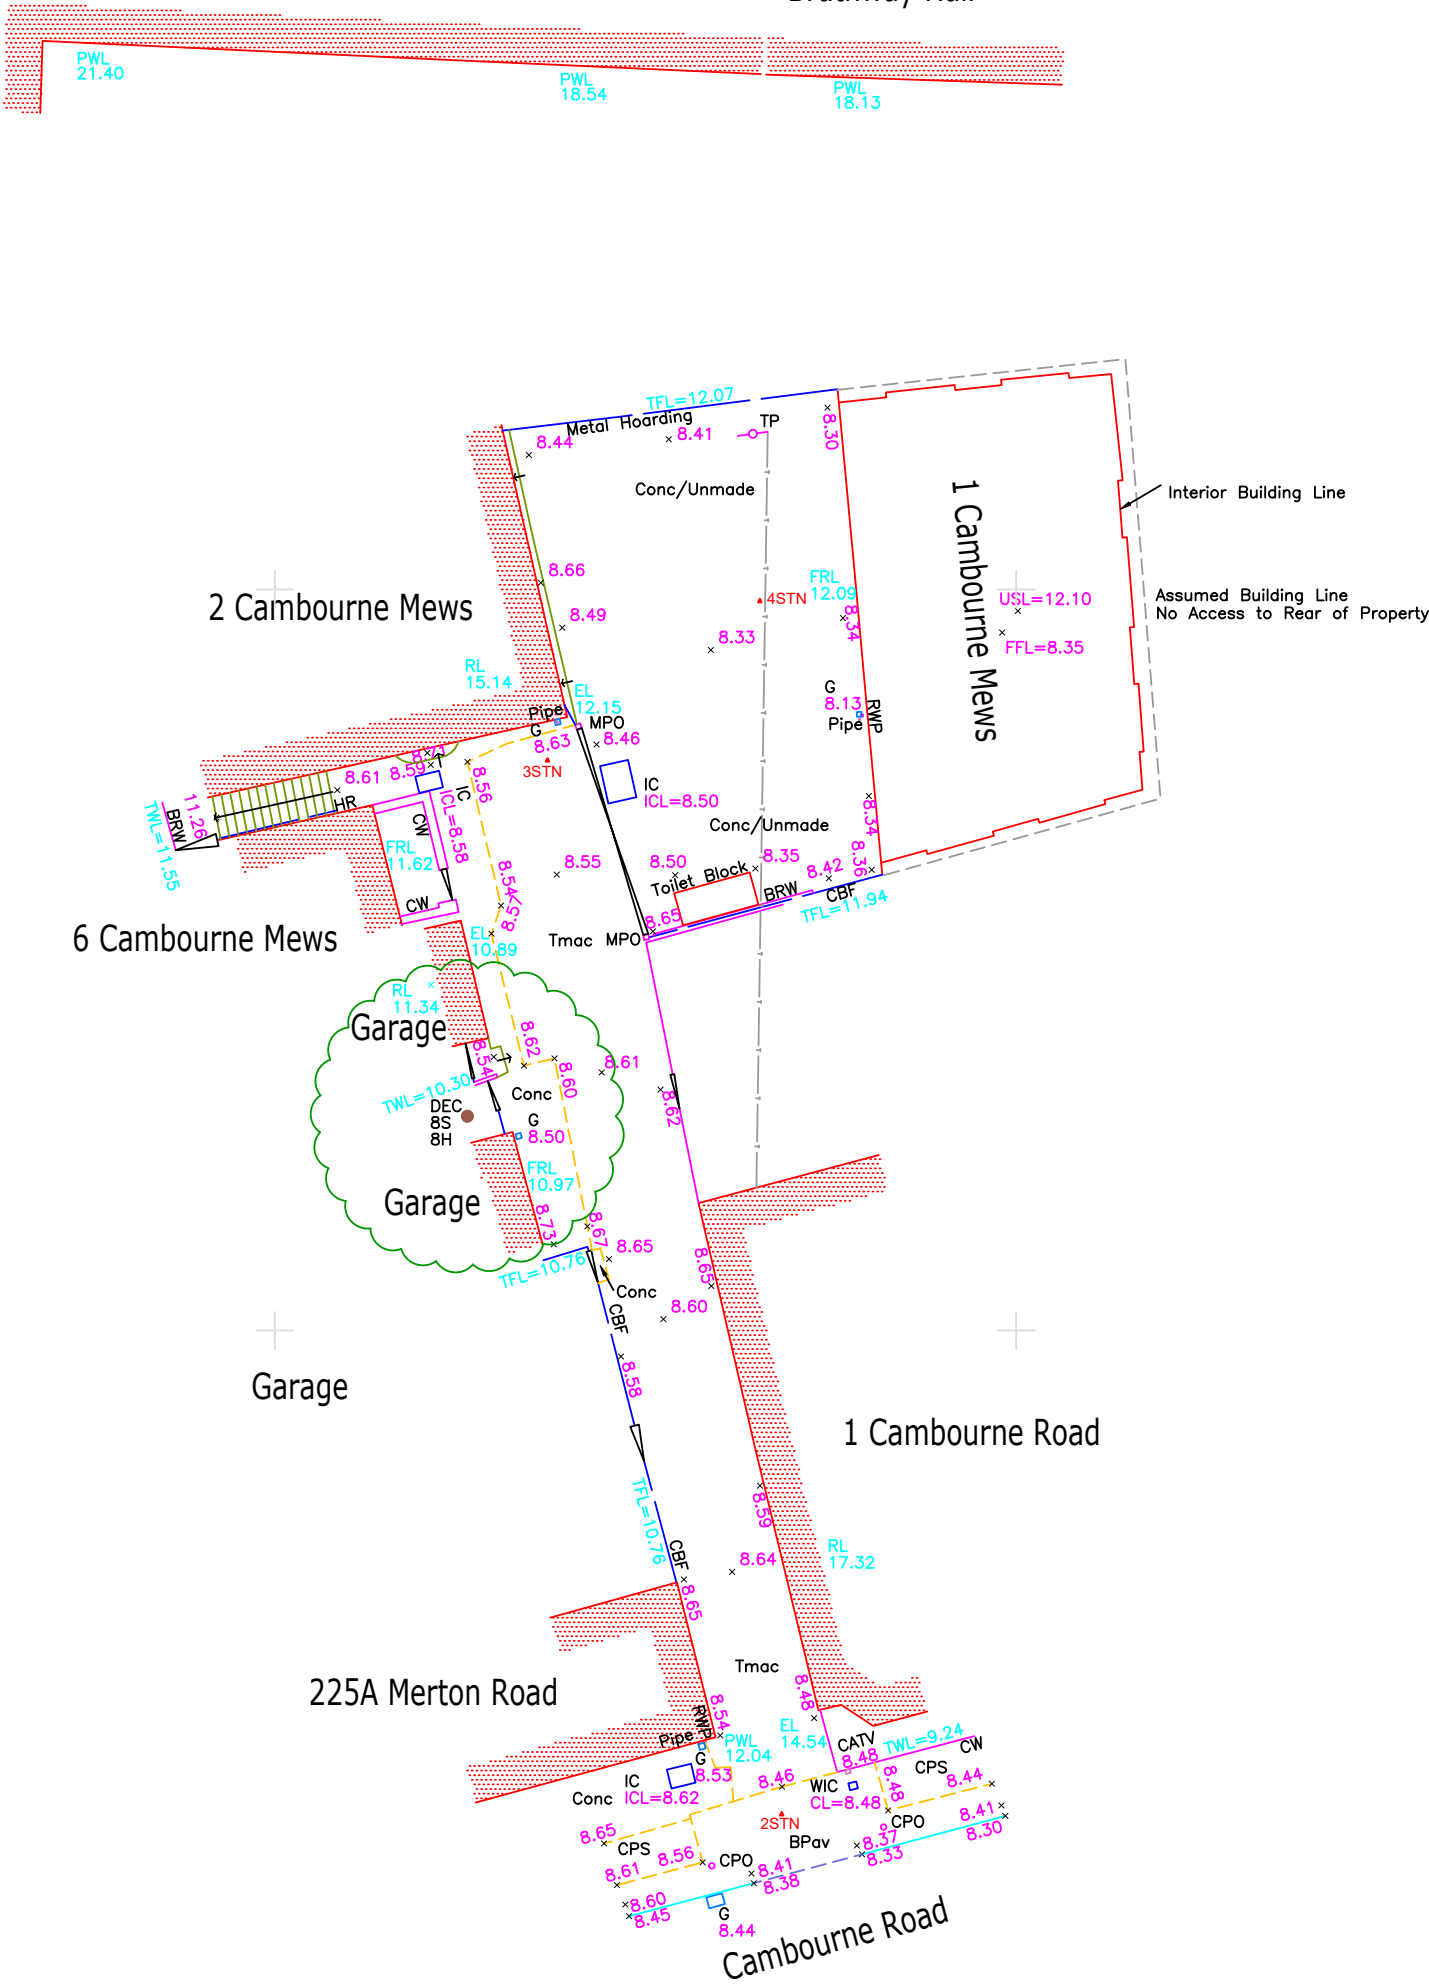 PWL
21.40
PWL
18.54
PWL
18.13
TFL=12.07
Metal Hoarding
TP
8.44
8.41
8.30
Conc/Unmade
1 Cambourne Mews
Interior Building Line
8.66
FRL
12.09
4STN
USL=12.10
Assumed Building Line
No Access to Rear of Property
2 Cambourne Mews
8.49
8.34
8.33
FFL=8.35
RL
15.14
EL
12.15
G
8.13
Pipe
RWP
Pipe
G
MPO
8.63
8.46
3STN
8.71
8.59
8.61
HR
IC
8.56
ICL=8.58
IC
ICL=8.50
11.26
BRW
TWL=11.55
CW
FRL
11.62
Conc/Unmade
8.34
8.55
8.50
8.35
8.42
8.36
Toilet Block
BRW
CBF
TFL=11.94
8.54
8.57
CW
8.65
6 Cambourne Mews
EL
10.89
Tmac
MPO
RL
11.34
Garage
8.54
8.62
8.60
8.61
8.62
TWL=10.30
DEC
8S
8H
Conc
G
8.50
FRL
10.97
Garage
8.73
8.67
8.65
TFL=10.76
Conc
8.65
8.60
CBF
8.58
Garage
1 Cambourne Road
TFL=10.76
8.59
CBF
8.64
RL
17.32
8.65
Tmac
225A Merton Road
8.48
8.54
RWP
Pipe
G
8.53
PWL
12.04
EL
14.54
CATV
8.48
TWL=9.24
CW
IC
ICL=8.62
Conc
8.46
WIC
CL=8.48
8.48
CPS
8.44
2STN
8.41
8.30
8.65
CPS
BPav
CPO
8.37
8.33
8.56
CPO
8.41
8.38
8.61
8.60
8.45
G
8.44
Cambourne Road